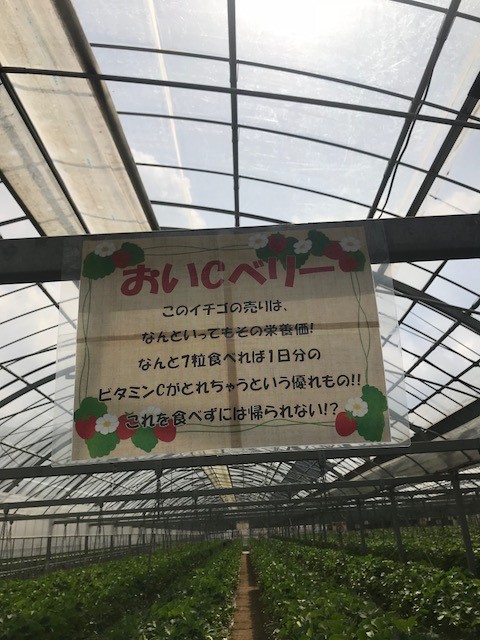 おいCベリー
このイチゴの売りは、
なんといってもその栄養価!
なんと7粒食べれば1日分の
ビタミンCがとれちゃうという優れもの!!
これを食べずには帰られない!?